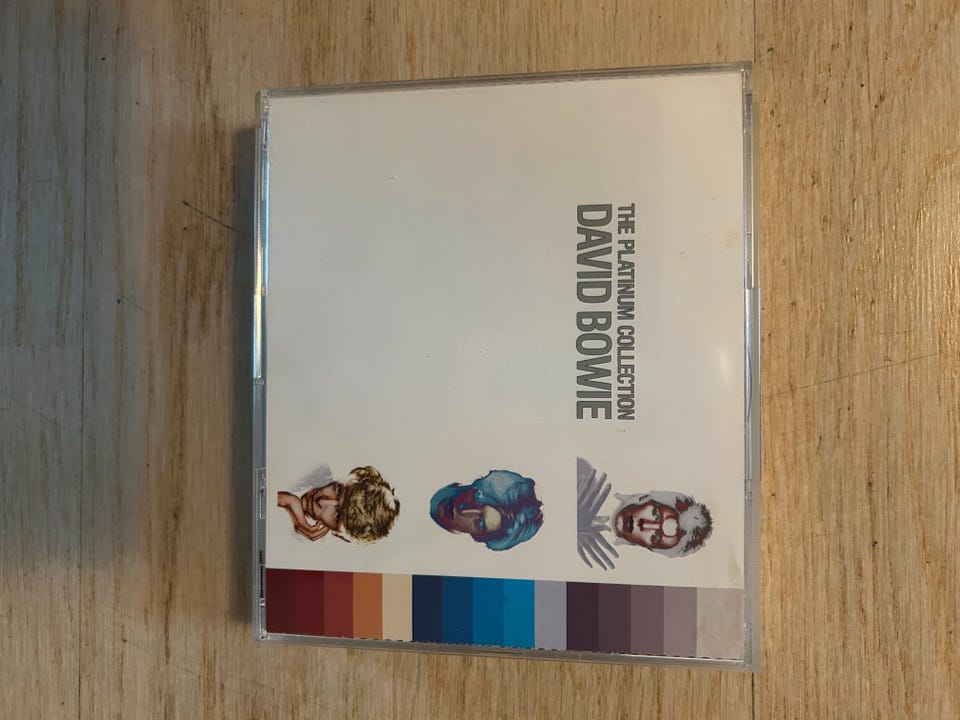 THE PLATINUM COLLECTION
DAVID BOWIE